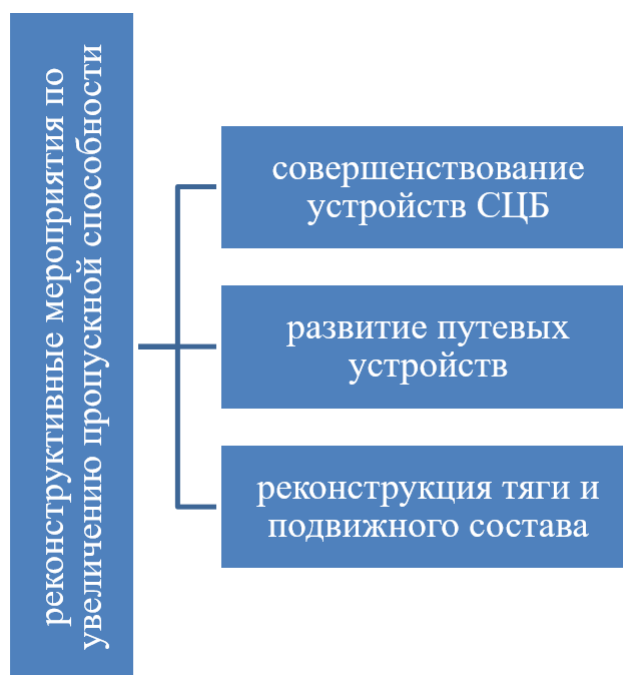 реконструктивные мероприятия по
увеличению пропускной способности
совершенствование
устройств СЦБ
развитие путевых
устройств
реконструкция тяги и
подвижного состава